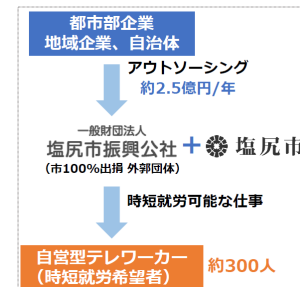 都市部企業
地域企業、自治体
アウトソーシング
約2.5億円/年
一般財団法人
塩尻市振興公社+塩尻市
(市100%出捐 外郭団体)
時短就労可能な仕事
自営型テレワーカー
(時短就労希望者)
約300人